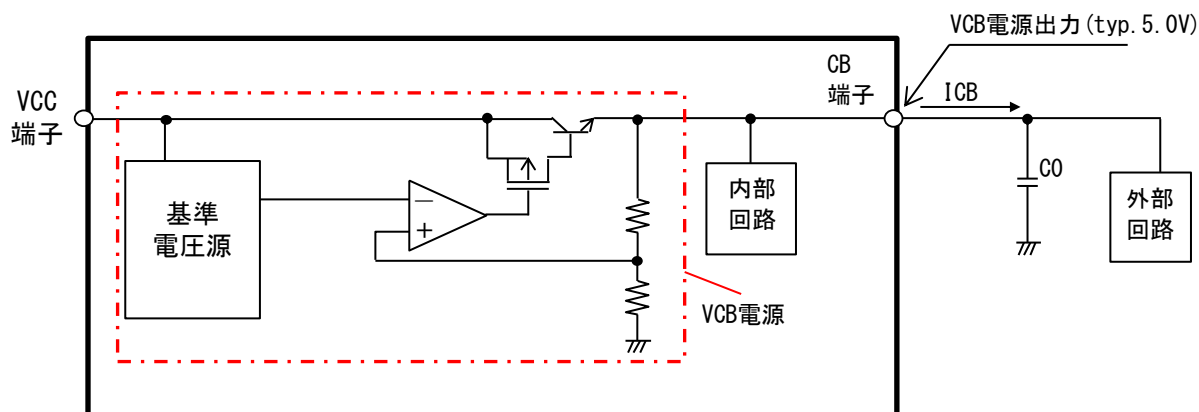 VCB電源出力(typ.5.0V)
CB
端子
ICB
VCC
端子
C0
基準
電圧源
－
+
内部
回路
外部
回路
VCB電源